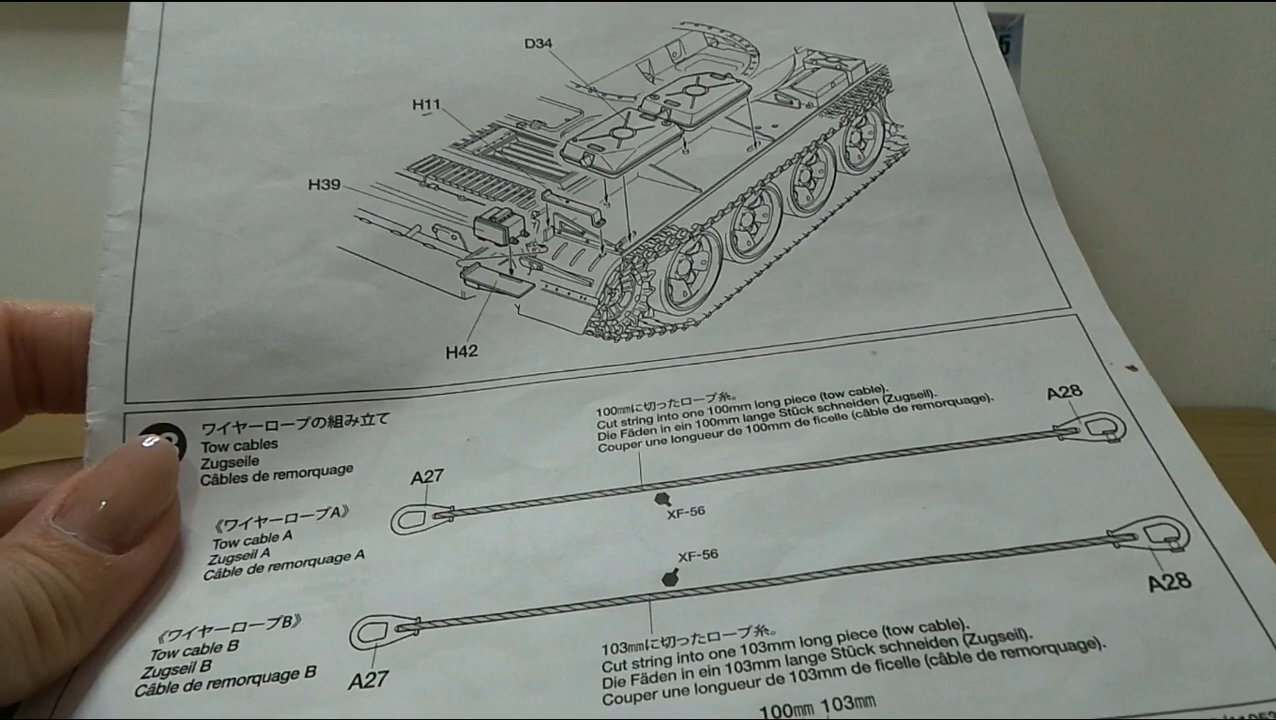 D34
H11
H39
H42
ワイヤーロープの組み立て
Tow cables
Zugseile
Câbles de remorquage
《ワイヤーロープA》
Tow cable A
Zugseil A
Câble de remorquage A
A27
100mmに切ったロープ糸。
Cut string into one 100mm long piece (tow cable).
Die Fäden in ein 100mm lange Stück schneiden (Zugseil).
Couper une longueur de 100mm de ficelle (câble de remorquage).
A28
XF-56
XF-56
《ワイヤーロープB》
Tow cable B
Zugseil B
Câble de remorquage B
A27
103mmに切ったロープ糸。
Cut string into one 103mm long piece (tow cable).
Die Fäden in ein 103mm lange Stück schneiden (Zugseil).
Couper une longueur de 103mm de ficelle (câble de remorquage).
A28
100mm 103mm